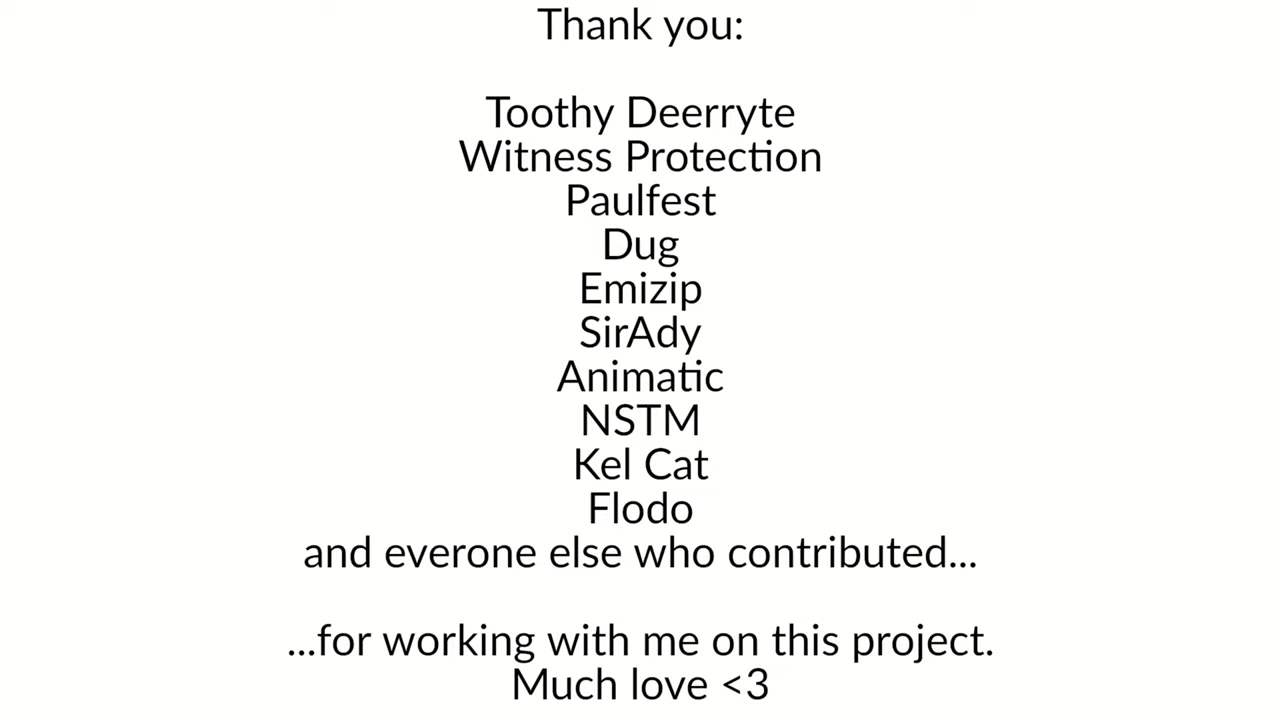 Thank you:
Toothy Deerryte
Witness Protection
Paulfest
Dug
Emizip
SirAdy
Animatic
NSTM
Kel Cat
Flodo
and everone else who contributed...
...for working with me on this project.
Much love <3